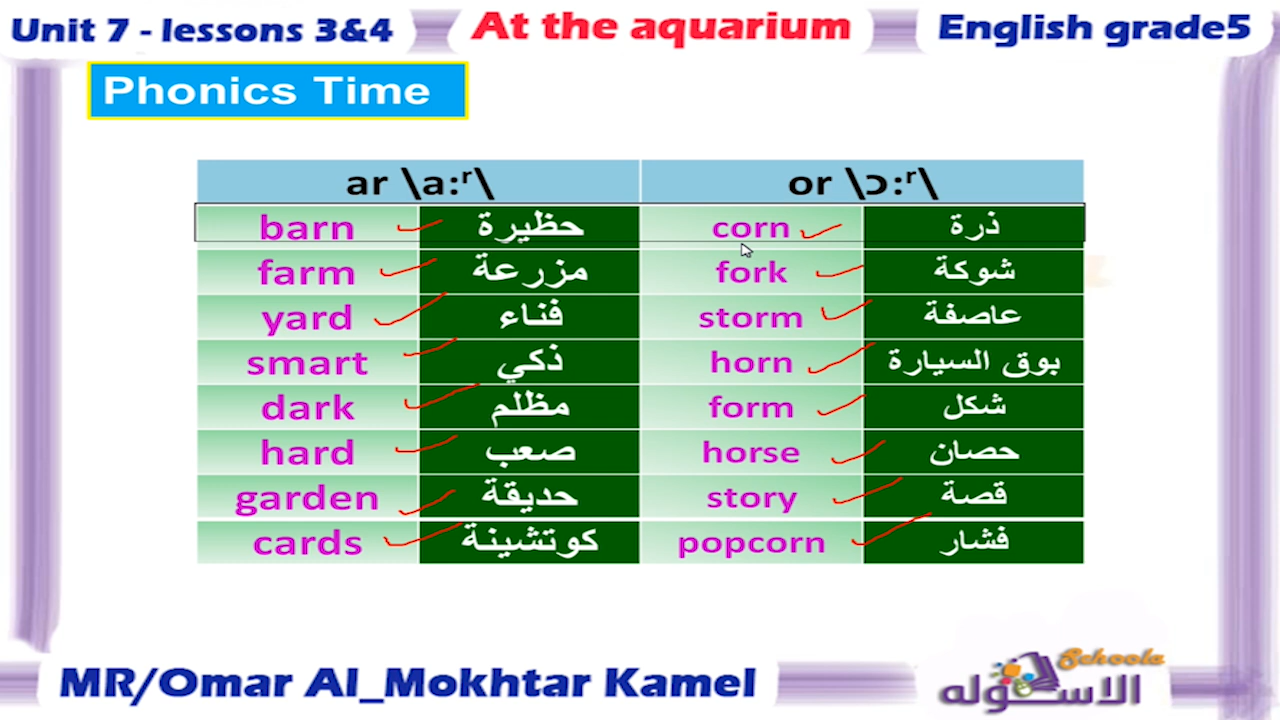 Unit 7 - lessons 3&4 At the aquarium English grade5
Phonics Time
ar \a:ʳ\ or \ɔ:ʳ\
barn حظيرة corn ذرة
farm مزرعة fork شوكة
yard فناء storm عاصفة
smart ذكي horn بوق السيارة
dark مظلم form شكل
hard صعب horse حصان
garden حديقة story قصة
cards كوتشينة popcorn فشار
MR/Omar Al_Mokhtar Kamel
Schoola
الاسكوله